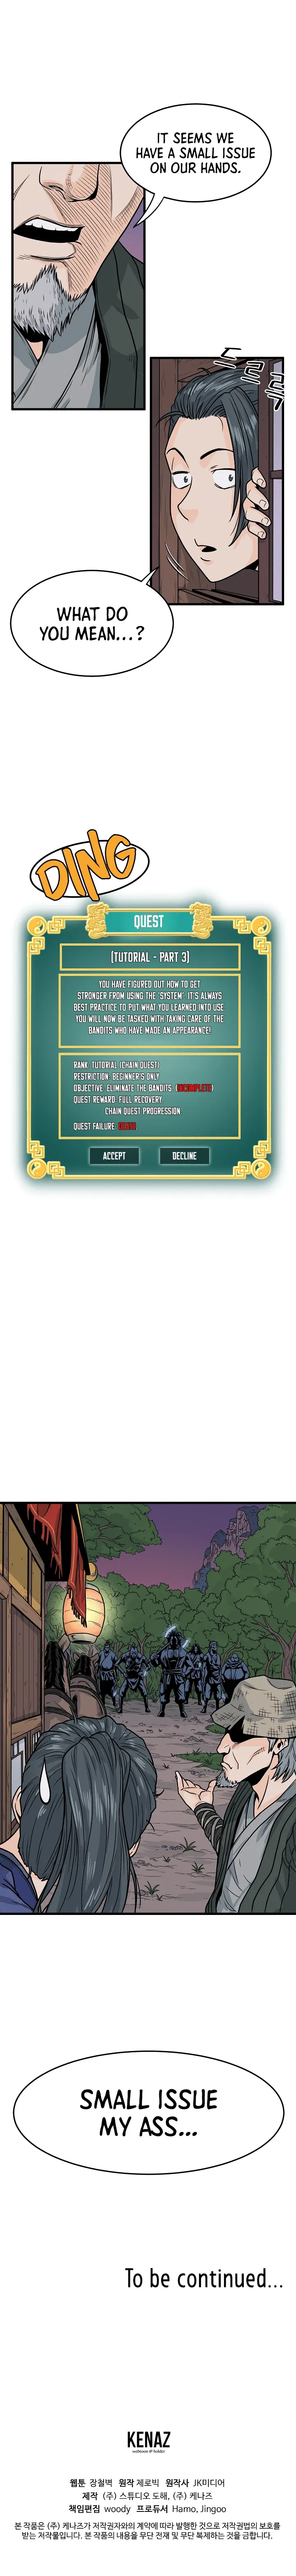 IT SEEMS WE
HAVE A SMALL ISSUE
ON OUR HANDS.
드르륵
WHAT DO
YOU MEAN...?
DING
QUEST
[TUTORIAL - PART 3]
YOU HAVE FIGURED OUT HOW TO GET
STRONGER FROM USING THE 'SYSTEM'. IT'S ALWAYS
BEST PRACTICE TO PUT WHAT YOU LEARNED INTO USE.
YOU WILL NOW BE TASKED WITH TAKING CARE OF THE
BANDITS WHO HAVE MADE AN APPEARANCE!
RANK: TUTORIAL (CHAIN QUEST)
RESTRICTION: BEGINNER'S ONLY
OBJECTIVE: ELIMINATE THE BANDITS. (INCOMPLETE)
QUEST REWARD: FULL RECOVERY
CHAIN QUEST PROGRESSION
QUEST FAILURE: DEATH
ACCEPT
DECLINE
SMALL ISSUE
MY ASS...
To be continued...
KENAZ
webtoon IP holder
웹툰 장철벽 원작 제로빅 원작사 JK미디어
제작 (주) 스튜디오 도해, (주) 케나즈
책임편집 woody 프로듀서 Hamo, Jingoo
본 작품은 (주) 케나즈가 저작권자와의 계약에 따라 발행한 것으로 저작권법의 보호를
받는 저작물입니다. 본 작품의 내용을 무단 전재 및 무단 복제하는 것을 금합니다.